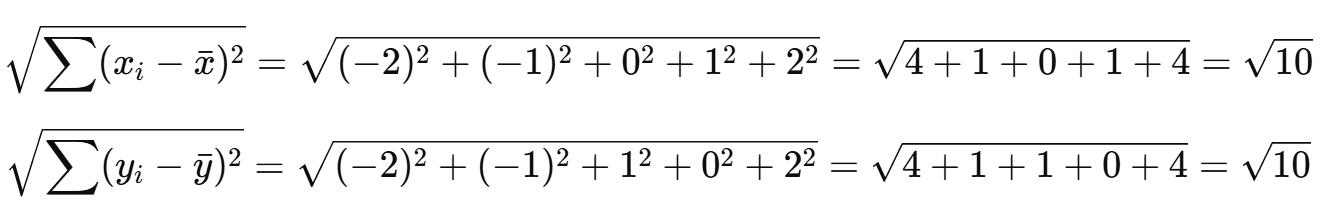 √∑(xᵢ − x̄)² = √(−2)² + (−1)² + 0² + 1² + 2² = √4 + 1 + 0 + 1 + 4 = √10
√∑(yᵢ − ȳ)² = √(−2)² + (−1)² + 1² + 0² + 2² = √4 + 1 + 1 + 0 + 4 = √10